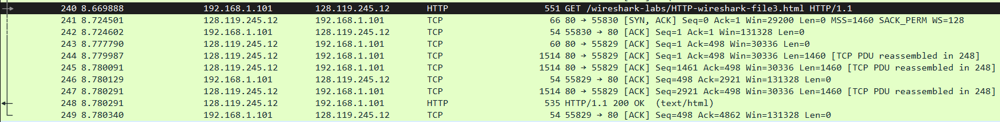 240 8.669888 192.168.1.101 128.119.245.12 HTTP 551 GET /wireshark-labs/HTTP-wireshark-file3.html HTTP/1.1
241 8.724501 128.119.245.12 192.168.1.101 TCP 66 80 → 55830 [SYN, ACK] Seq=0 Ack=1 Win=29200 Len=0 MSS=1460 SACK_PERM WS=128
242 8.724602 192.168.1.101 128.119.245.12 TCP 54 55830 → 80 [ACK] Seq=1 Ack=1 Win=131328 Len=0
243 8.777790 128.119.245.12 192.168.1.101 TCP 60 80 → 55829 [ACK] Seq=1 Ack=498 Win=30336 Len=0
244 8.779987 128.119.245.12 192.168.1.101 TCP 1514 80 → 55829 [ACK] Seq=1 Ack=498 Win=30336 Len=1460 [TCP PDU reassembled in 248]
245 8.780091 128.119.245.12 192.168.1.101 TCP 1514 80 → 55829 [ACK] Seq=1461 Ack=498 Win=30336 Len=1460 [TCP PDU reassembled in 248]
246 8.780129 192.168.1.101 128.119.245.12 TCP 54 55829 → 80 [ACK] Seq=498 Ack=2921 Win=131328 Len=0
247 8.780291 128.119.245.12 192.168.1.101 TCP 1514 80 → 55829 [ACK] Seq=2921 Ack=498 Win=30336 Len=1460 [TCP PDU reassembled in 248]
248 8.780291 128.119.245.12 192.168.1.101 HTTP 535 HTTP/1.1 200 OK  (text/html)
249 8.780340 192.168.1.101 128.119.245.12 TCP 54 55829 → 80 [ACK] Seq=498 Ack=4862 Win=131328 Len=0